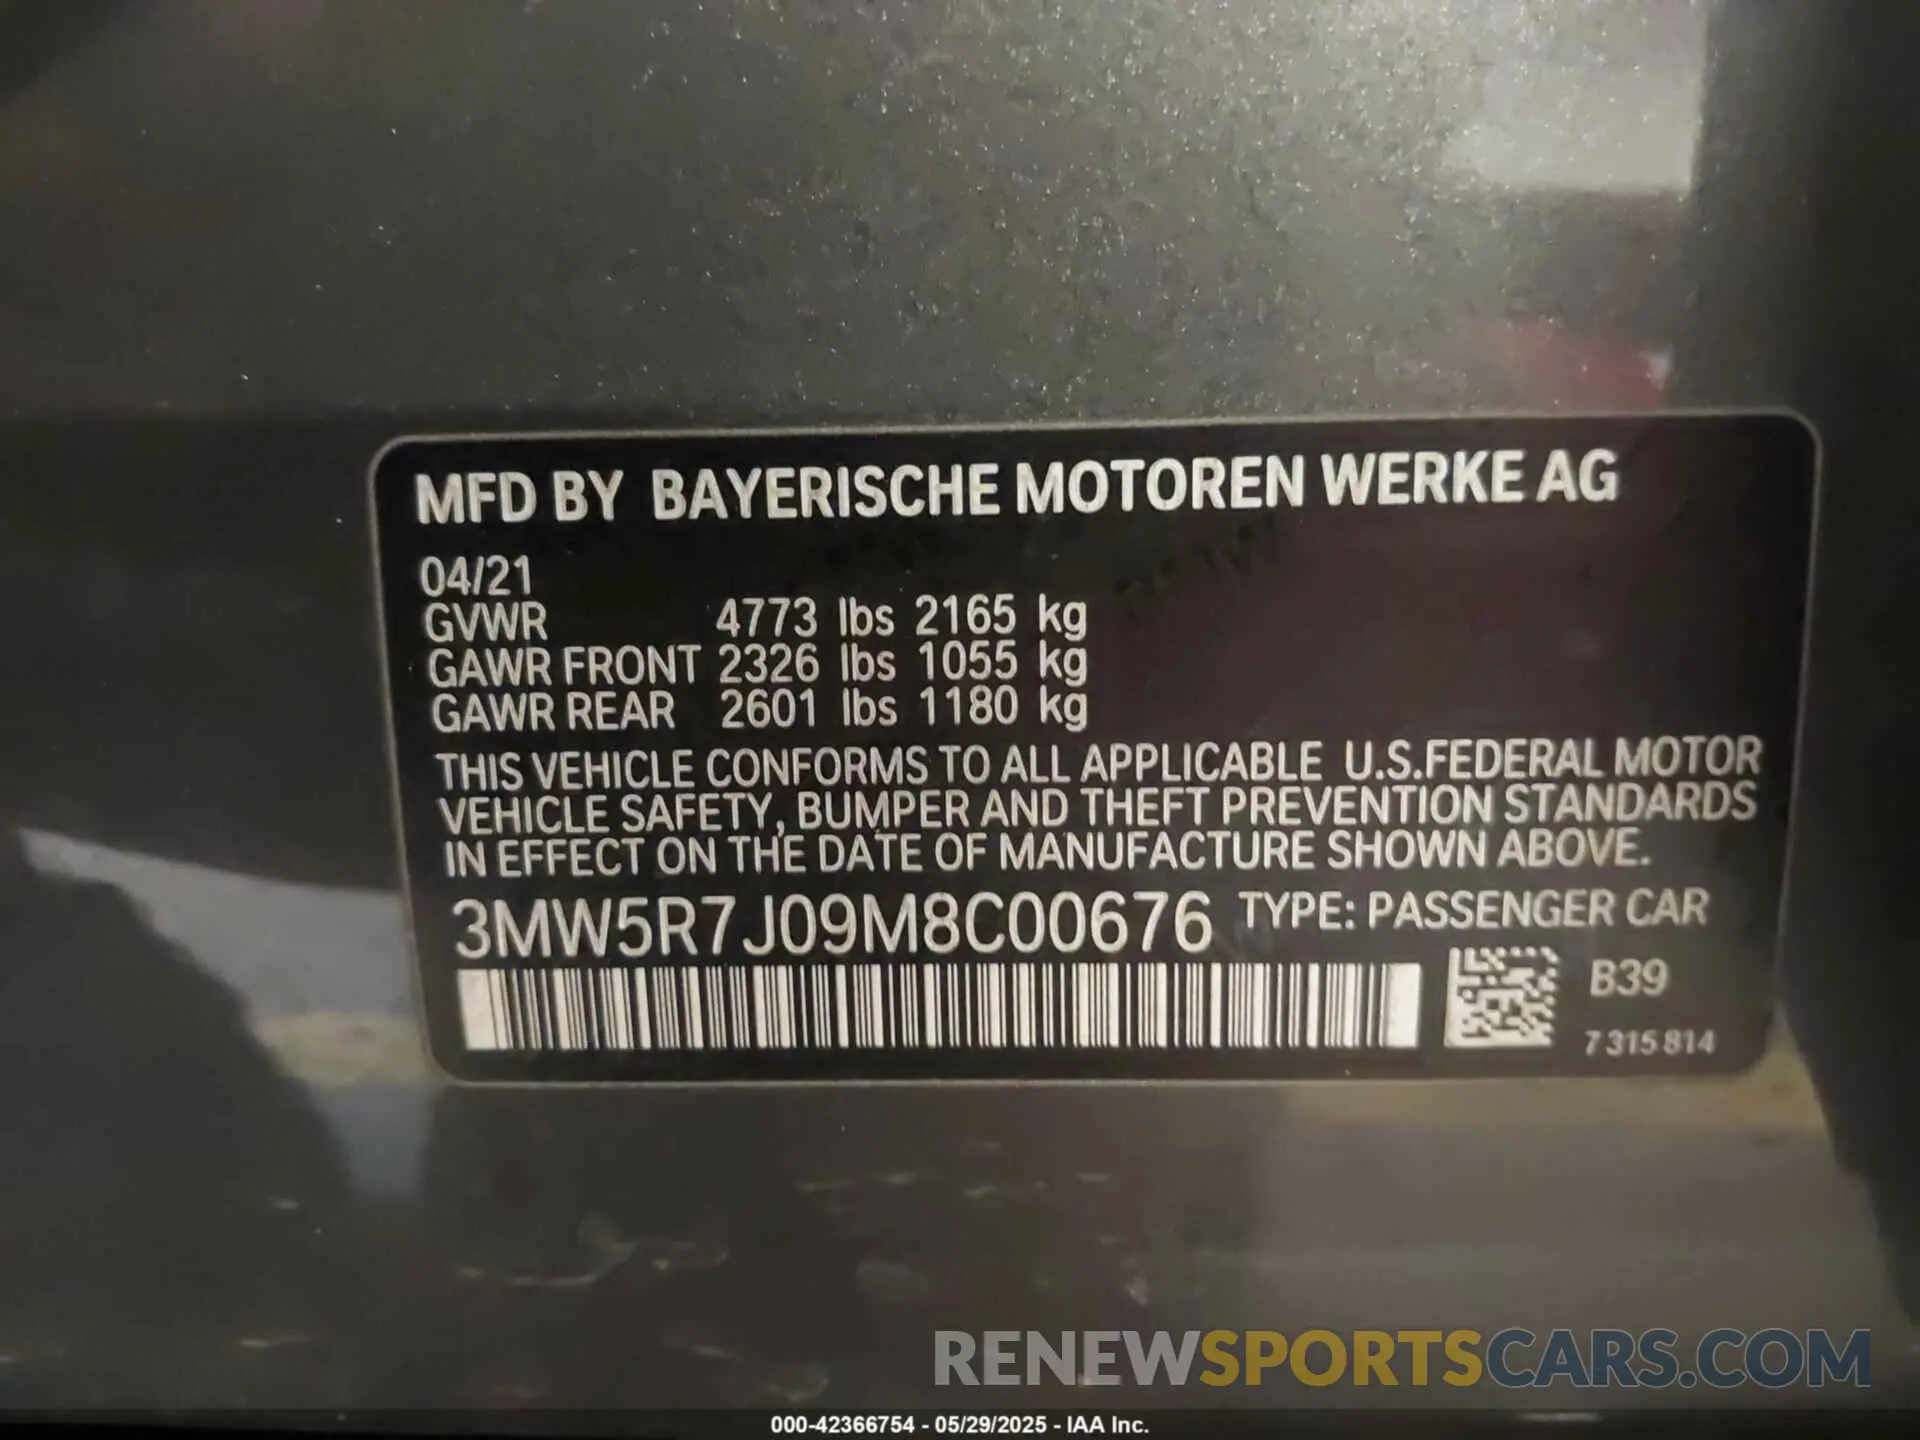 MFD BY BAYERISCHE MOTOREN WERKE AG
04/21
GVWR 4773 lbs 2165 kg
GAWR FRONT 2326 lbs 1055 kg
GAWR REAR 2601 lbs 1180 kg
THIS VEHICLE CONFORMS TO ALL APPLICABLE U.S.FEDERAL MOTOR
VEHICLE SAFETY, BUMPER AND THEFT PREVENTION STANDARDS
IN EFFECT ON THE DATE OF MANUFACTURE SHOWN ABOVE.
3MW5R7J09M8C00676 TYPE: PASSENGER CAR
B39
7 315 814
RENEWSPORTSCARS.COM
000-42366754 - 05/29/2025 - IAA Inc.